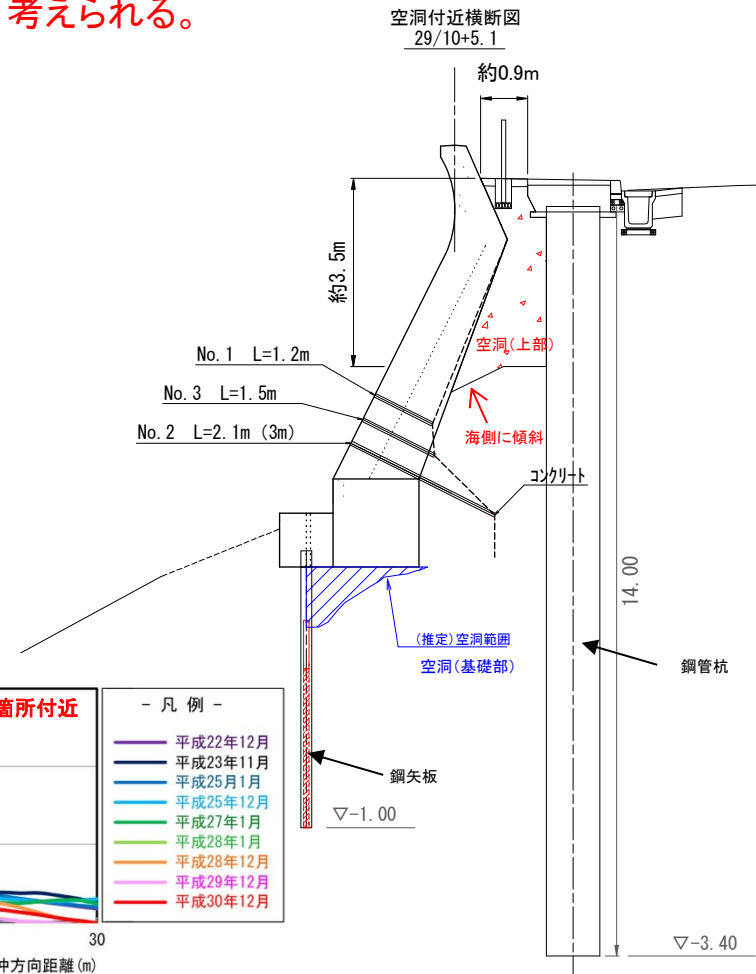 考えられる。
空洞付近横断図
29/10+5.1
約0.9m
約3.5m
空洞(上部)
No.1 L=1.2m
No.3 L=1.5m
海側に傾斜
No.2 L=2.1m (3m)
コンクリート
14.00
(推定)空洞範囲
空洞(基礎部)
鋼管杭
箇所付近
- 凡 例 -
平成22年12月
平成23年11月
平成25月1月
平成25年12月
平成27年1月
平成28年1月
平成28年12月
平成29年12月
平成30年12月
鋼矢板
▽-1.00
30
沖方向距離(m)
▽-3.40